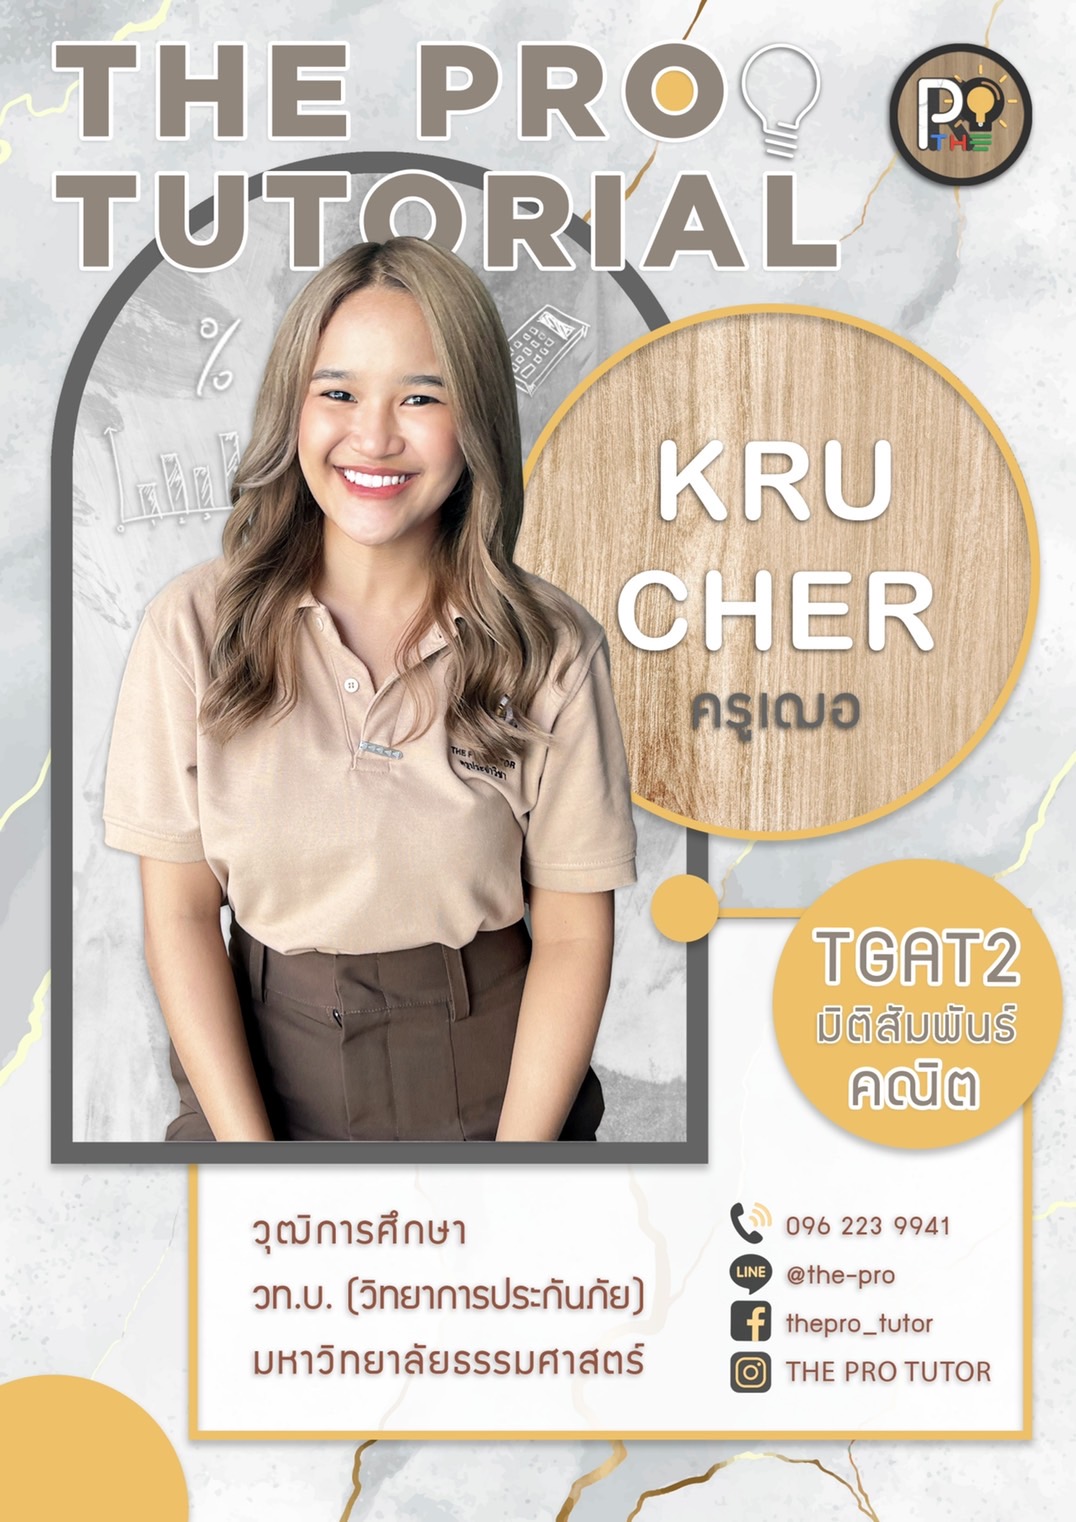 THE PRO
TUTORIAL
PRO
THE
%
KRU
CHER
ครูเฌอ
TGAT2
มิติสัมพันธ์
คณิต
วุฒิการศึกษา
วท.บ. (วิทยาการประกันภัย)
มหาวิทยาลัยธรรมศาสตร์
096 223 9941
LINE @the-pro
thepro_tutor
THE PRO TUTOR